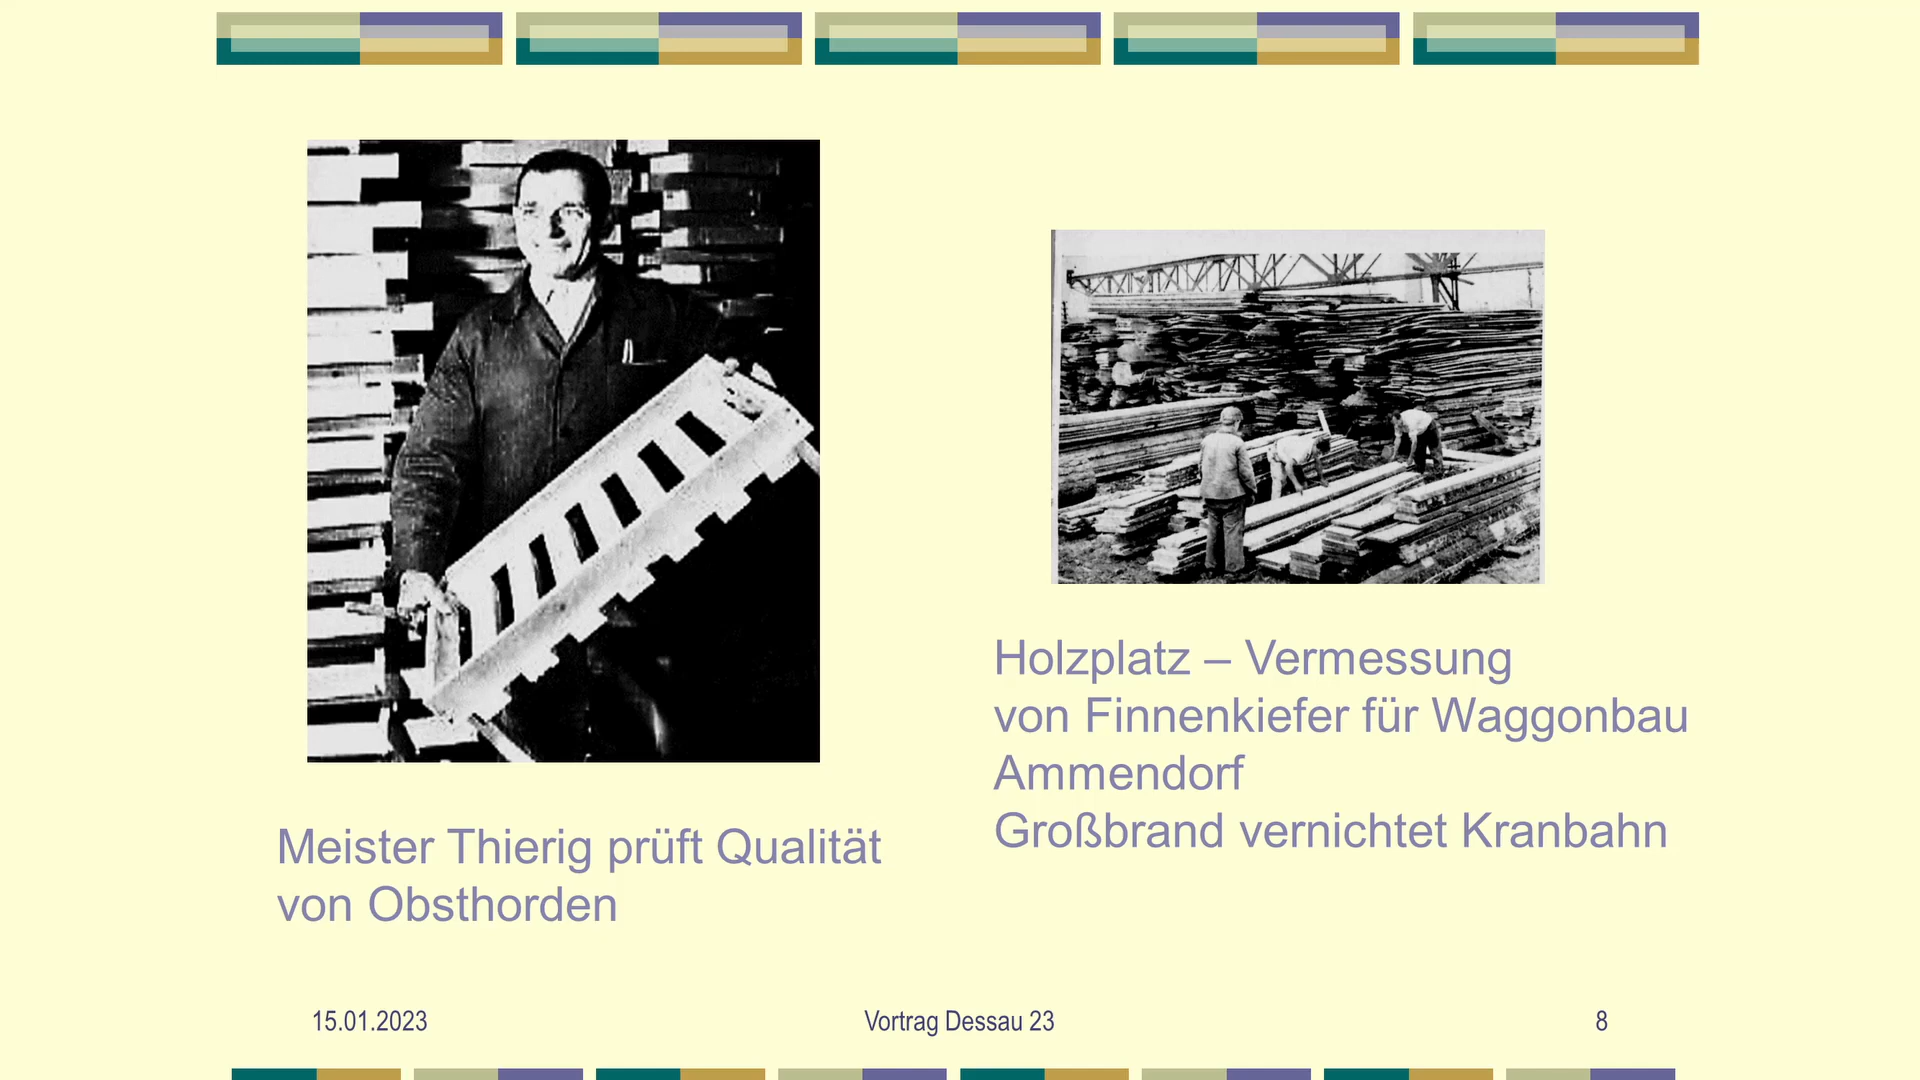 Meister Thierig prüft Qualität
von Obsthorden
Holzplatz – Vermessung
von Finnenkiefer für Waggonbau
Ammendorf
Großbrand vernichtet Kranbahn
15.01.2023
Vortrag Dessau 23
8